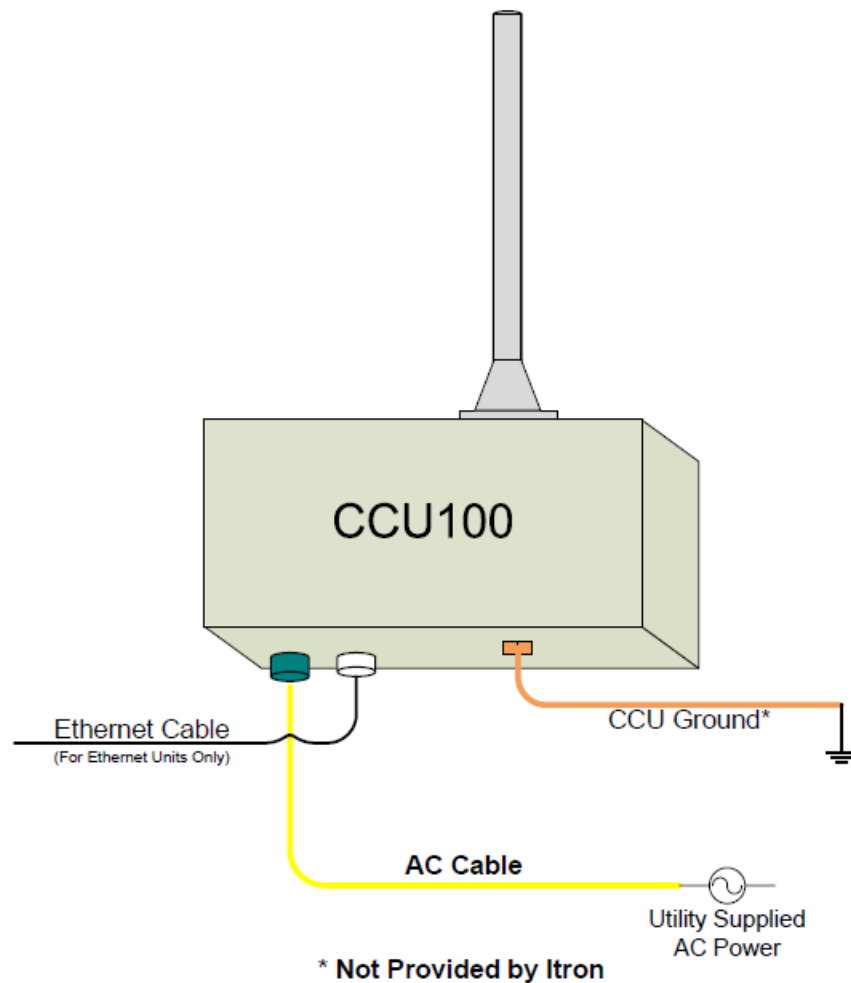 CCU100
Ethernet Cable
(For Ethernet Units Only)
CCU Ground*
AC Cable
Utility Supplied
AC Power
* Not Provided by Itron